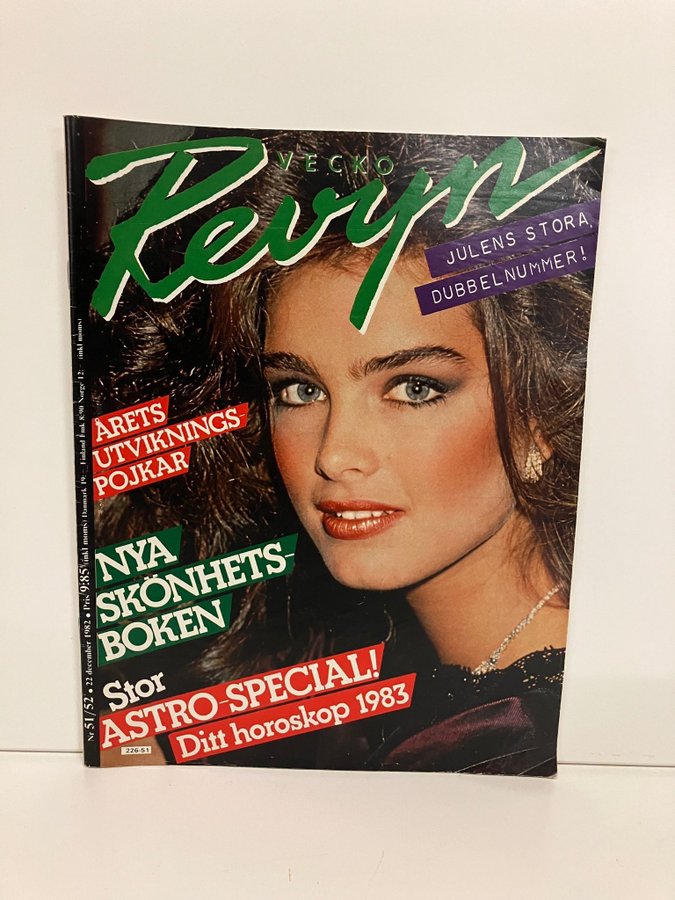 VECKO
Revyn
JULENS STORA
DUBBELNUMMER!
ÅRETS
UTVIKNINGS-
POJKAR
NYA
SKÖNHETS-
BOKEN
Stor
ASTRO-SPECIAL!
Ditt horoskop 1983
226-51
Nr 51/52 • 22 december 1982 • Pris 9:85 (inkl moms) Danmark 19:- Finland Fmk 8:90 Norge 12:- (inkl moms)